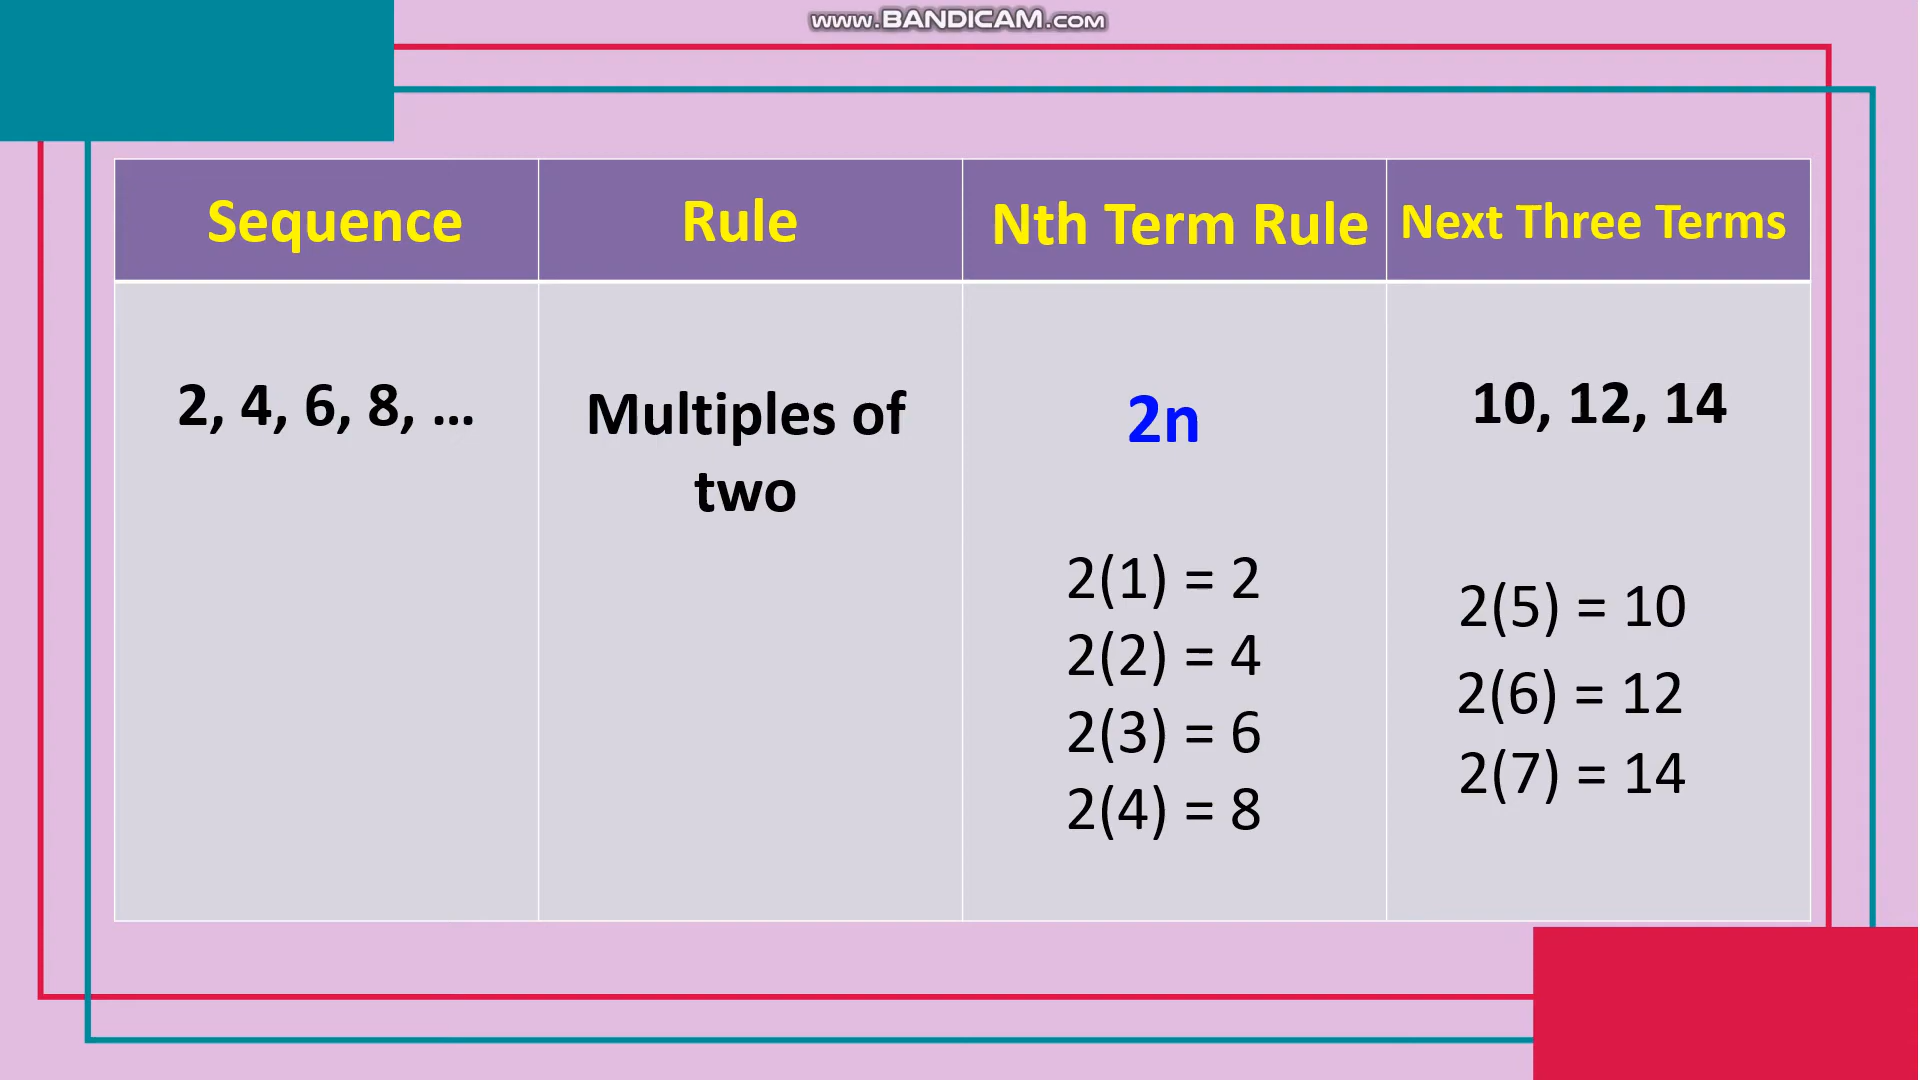 www.BANDICAM.com
Sequence
Rule
Nth Term Rule
Next Three Terms
2, 4, 6, 8, ...
Multiples of
two
2n
2(1) = 2
2(2) = 4
2(3) = 6
2(4) = 8
10, 12, 14
2(5) = 10
2(6) = 12
2(7) = 14